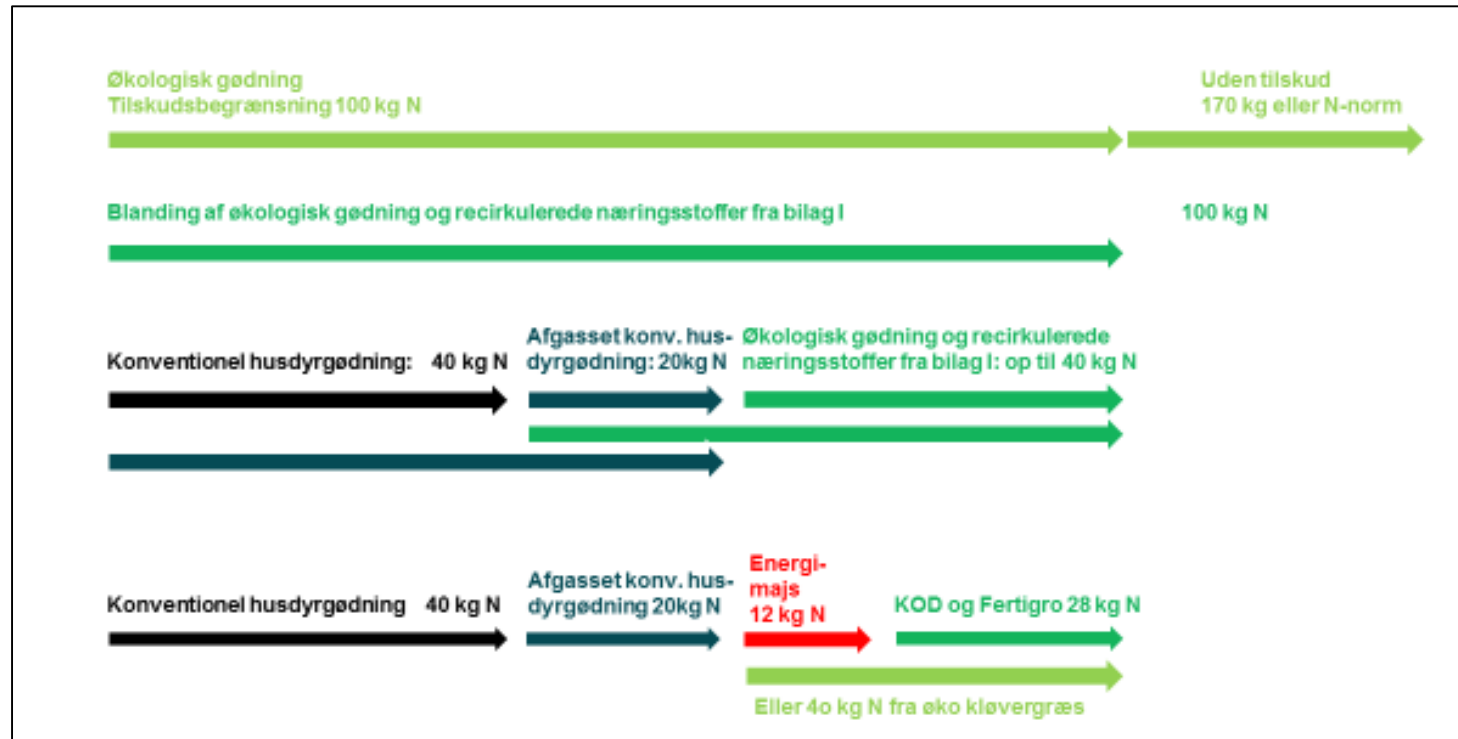 Økologisk gødning
Tilskudsbegrænsning 100 kg N
Uden tilskud
170 kg eller N-norm
Blanding af økologisk gødning og recirkulerede næringsstoffer fra bilag I
100 kg N
Konventionel husdyrgødning: 40 kg N
Afgasset konv. hus-
dyrgødning: 20kg N
Økologisk gødning og recirkulerede
næringsstoffer fra bilag I: op til 40 kg N
Konventionel husdyrgødning 40 kg N
Afgasset konv. hus-
dyrgødning 20kg N
Energi-
majs
12 kg N
KOD og Fertigro 28 kg N
Eller 4o kg N fra øko kløvergræs